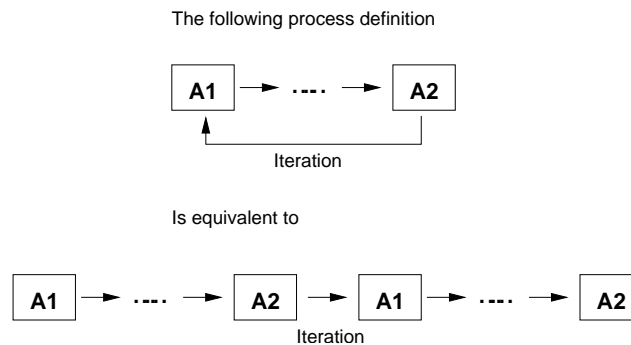 The following process definition
A1 ..... A2
Iteration
Is equivalent to
A1 ..... A2 A1 ..... A2
Iteration